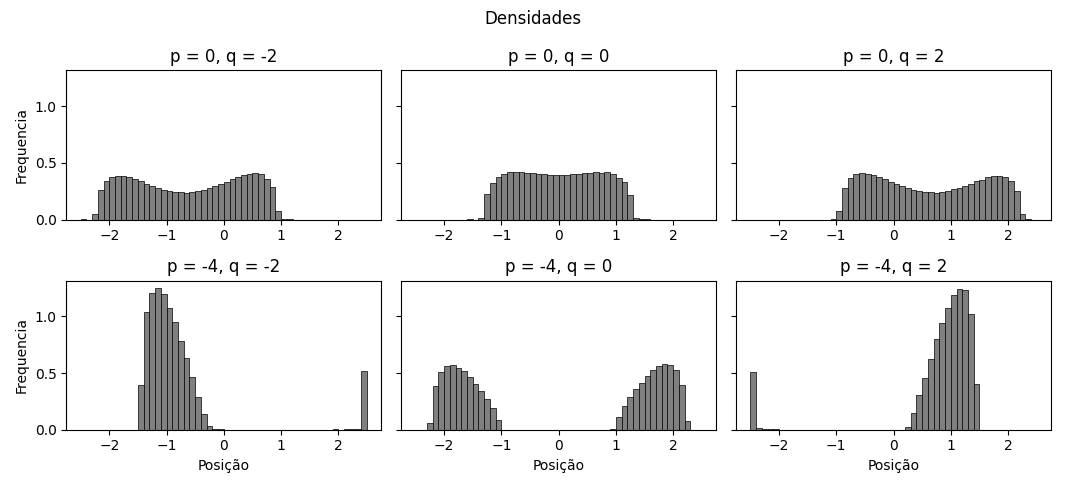 Densidades
p = 0, q = -2
p = 0, q = 0
p = 0, q = 2
Frequencia
1.0
0.5
0.0
−2 −1 0 1 2
−2 −1 0 1 2
−2 −1 0 1 2
p = -4, q = -2
p = -4, q = 0
p = -4, q = 2
Frequencia
1.0
0.5
0.0
−2 −1 0 1 2
−2 −1 0 1 2
−2 −1 0 1 2
Posição
Posição
Posição